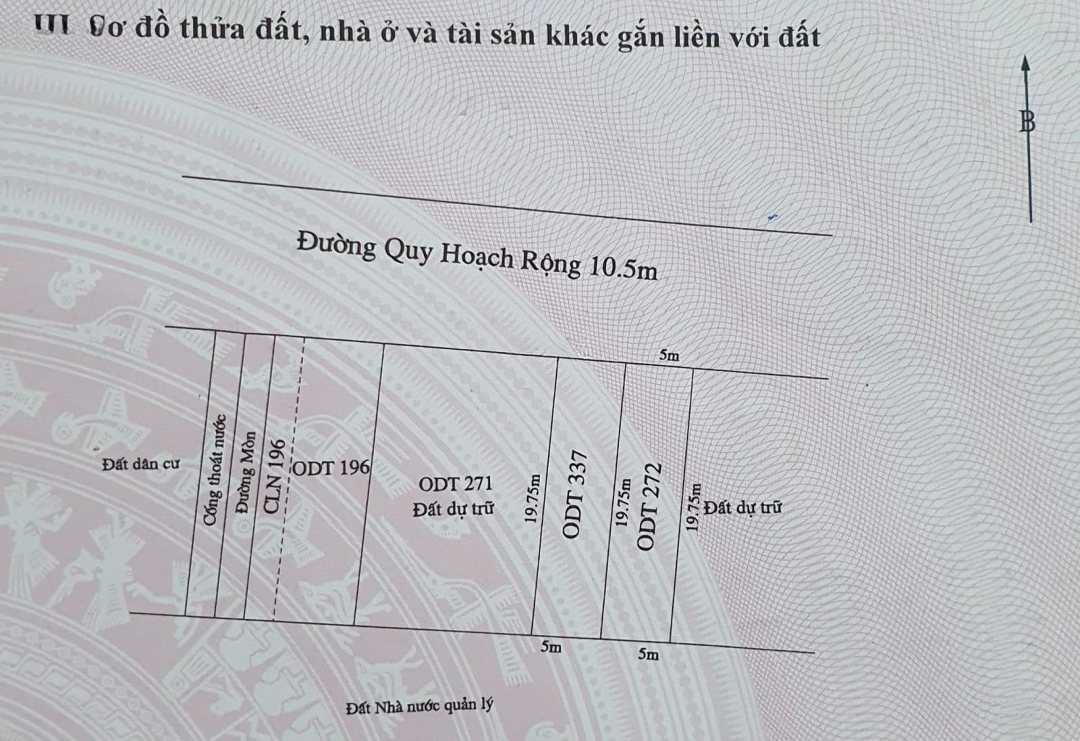 III Sơ đồ thửa đất, nhà ở và tài sản khác gắn liền với đất
B
Đường Quy Hoạch Rộng 10.5m
5m
Đất dân cư
Cống thoát nước
Đường Mòn
CLN 196
ODT 196
ODT 271
Đất dự trữ
19.75m
ODT 337
19.75m
ODT 272
19.75m
Đất dự trữ
5m
5m
Đất Nhà nước quản lý